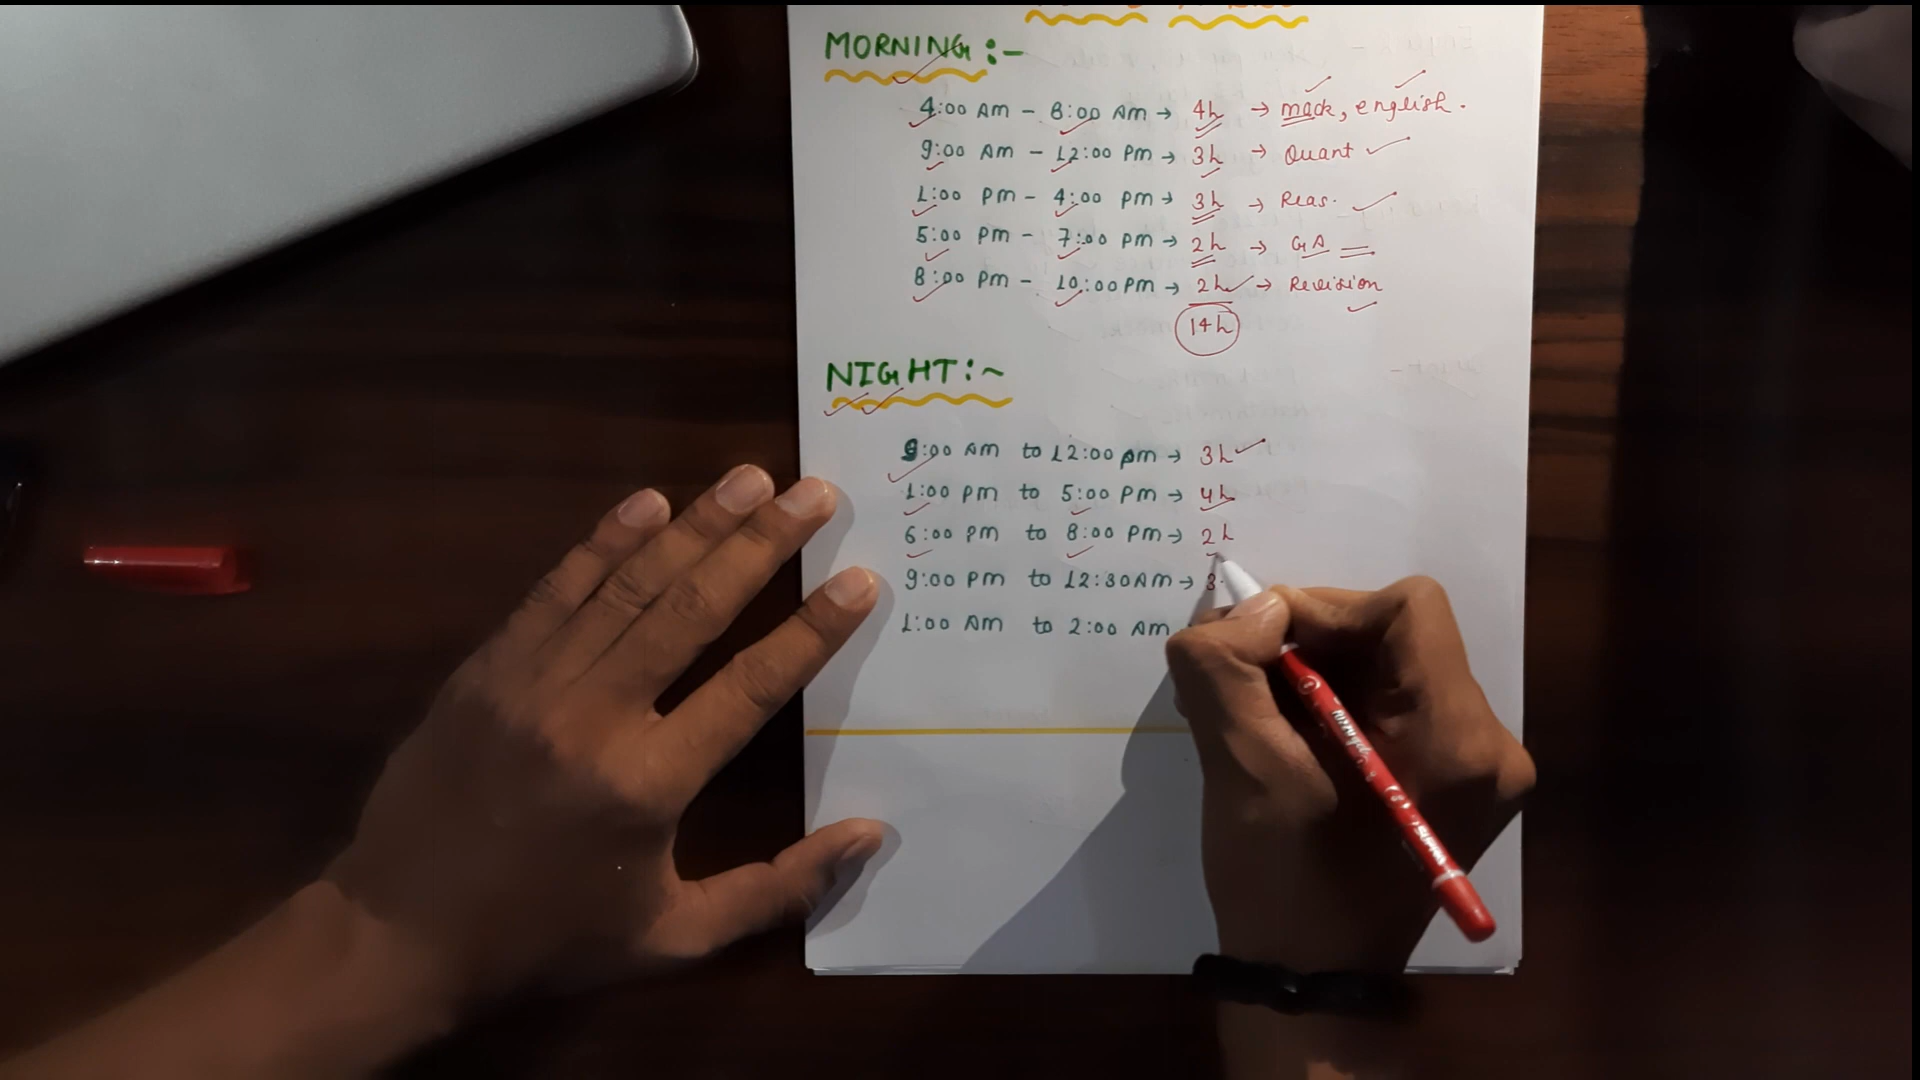 MORNING :-
4:00 AM - 8:00 AM → 4h → mock, english.
9:00 AM - 12:00 PM → 3h → Quant
1:00 PM - 4:00 PM → 3h → Reas.
5:00 PM - 7:00 PM → 2h → GA
8:00 PM - 10:00 PM → 2h → Revision
14h
NIGHT :~
9:00 AM to 12:00 pm → 3h
1:00 PM to 5:00 PM → 4h
6:00 PM to 8:00 PM → 2h
9:00 PM to 12:30 AM → 3.
1:00 AM to 2:00 AM